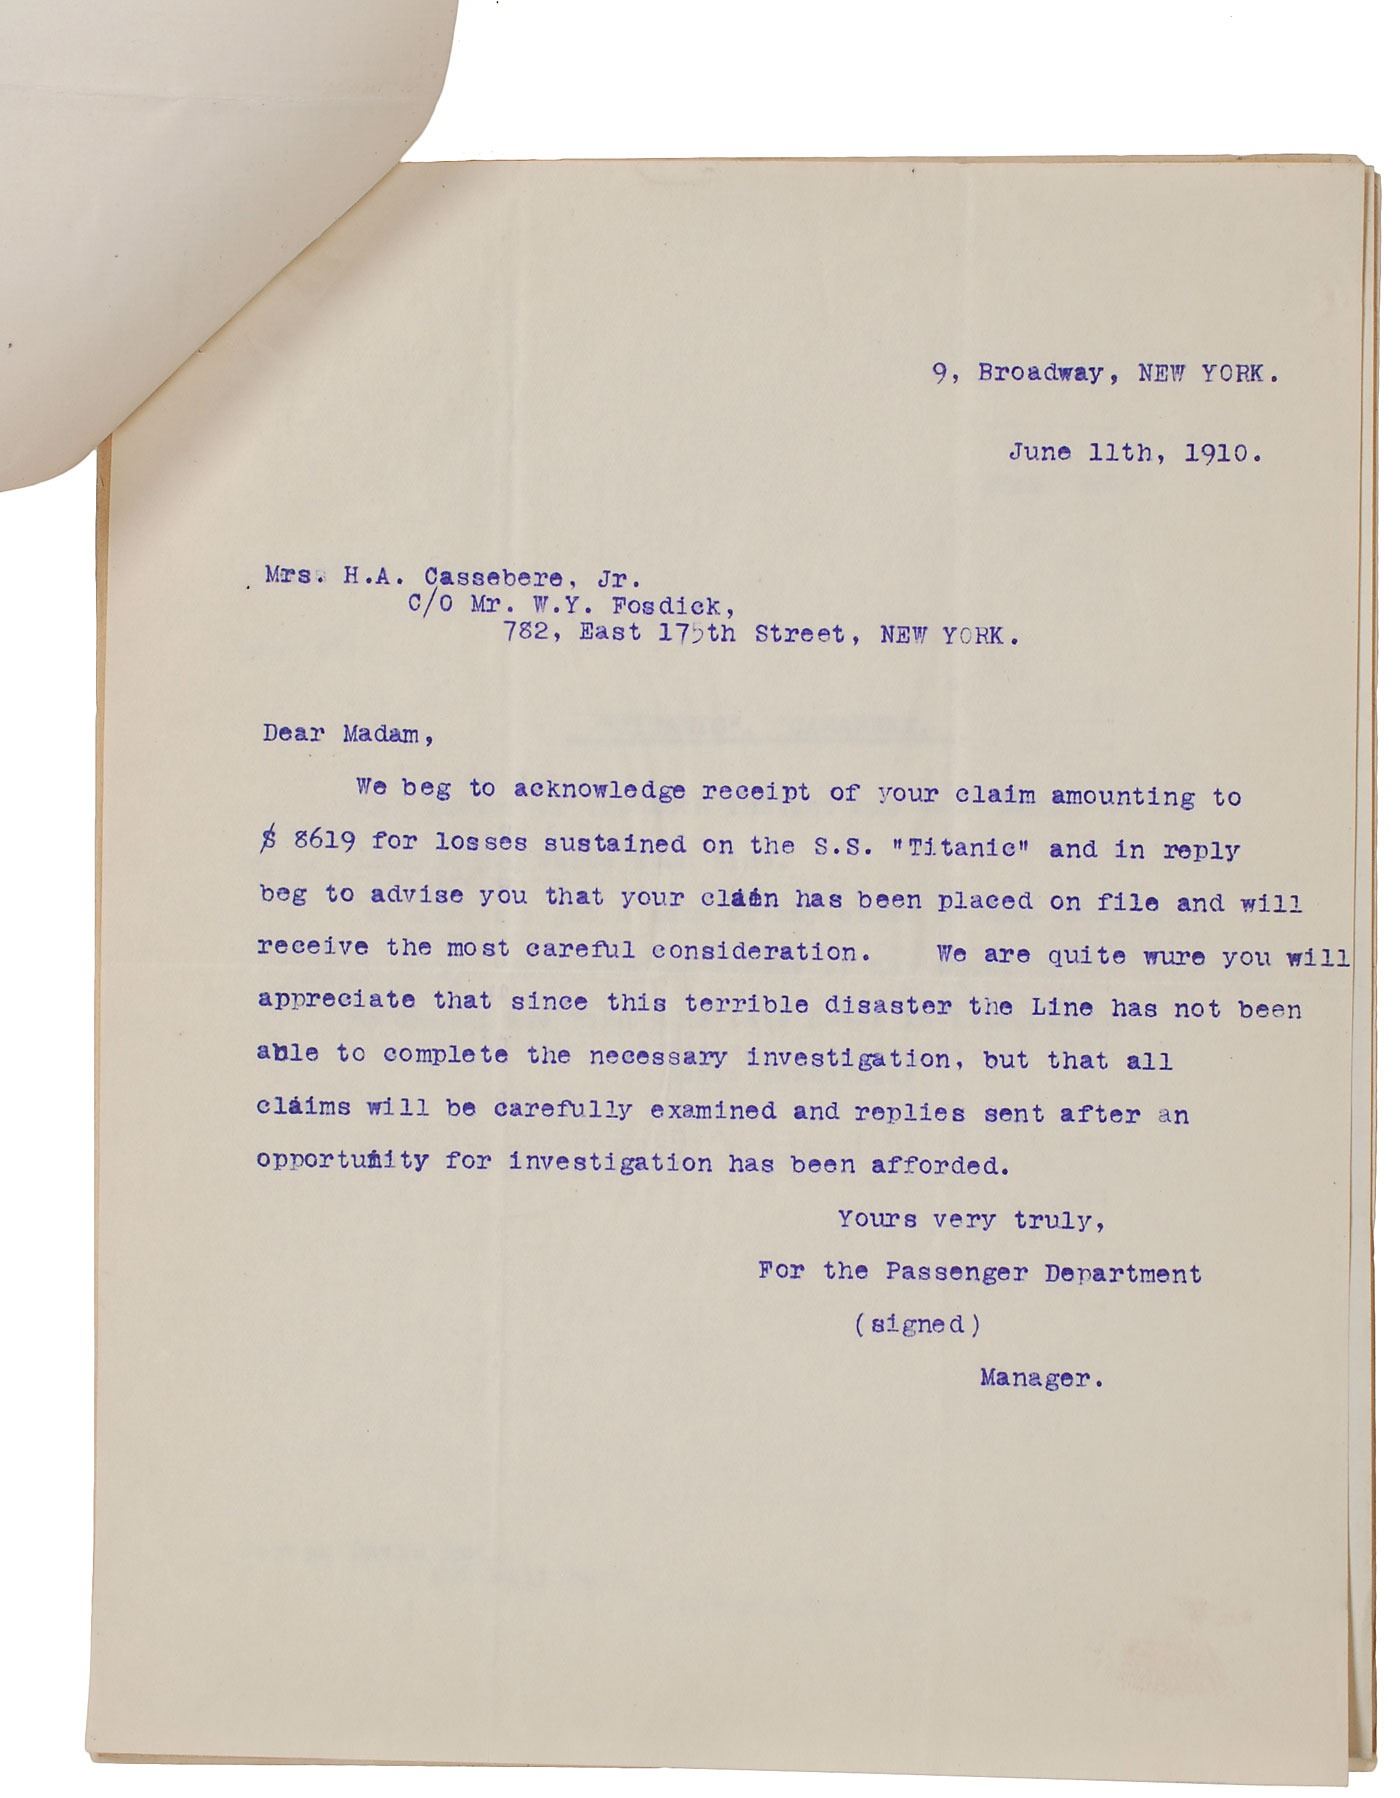 9, Broadway, NEW YORK.
June 11th, 1910.
Mrs. H.A. Cassebere, Jr.
C/O Mr. W.Y. Fosdick,
782, East 175th Street, NEW YORK.
Dear Madam,
We beg to acknowledge receipt of your claim amounting to
$ 8619 for losses sustained on the S.S. "Titanic" and in reply
beg to advise you that your claim has been placed on file and will
receive the most careful consideration. We are quite wure you will
appreciate that since this terrible disaster the Line has not been
able to complete the necessary investigation, but that all
claims will be carefully examined and replies sent after an
opportunity for investigation has been afforded.
Yours very truly,
For the Passenger Department
(signed)
Manager.